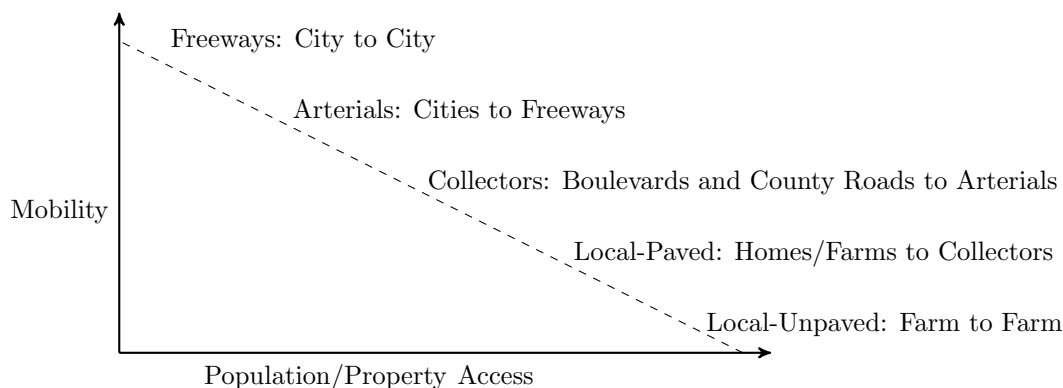 Freeways: City to City
Arterials: Cities to Freeways
Collectors: Boulevards and County Roads to Arterials
Mobility
Local-Paved: Homes/Farms to Collectors
Local-Unpaved: Farm to Farm
Population/Property Access